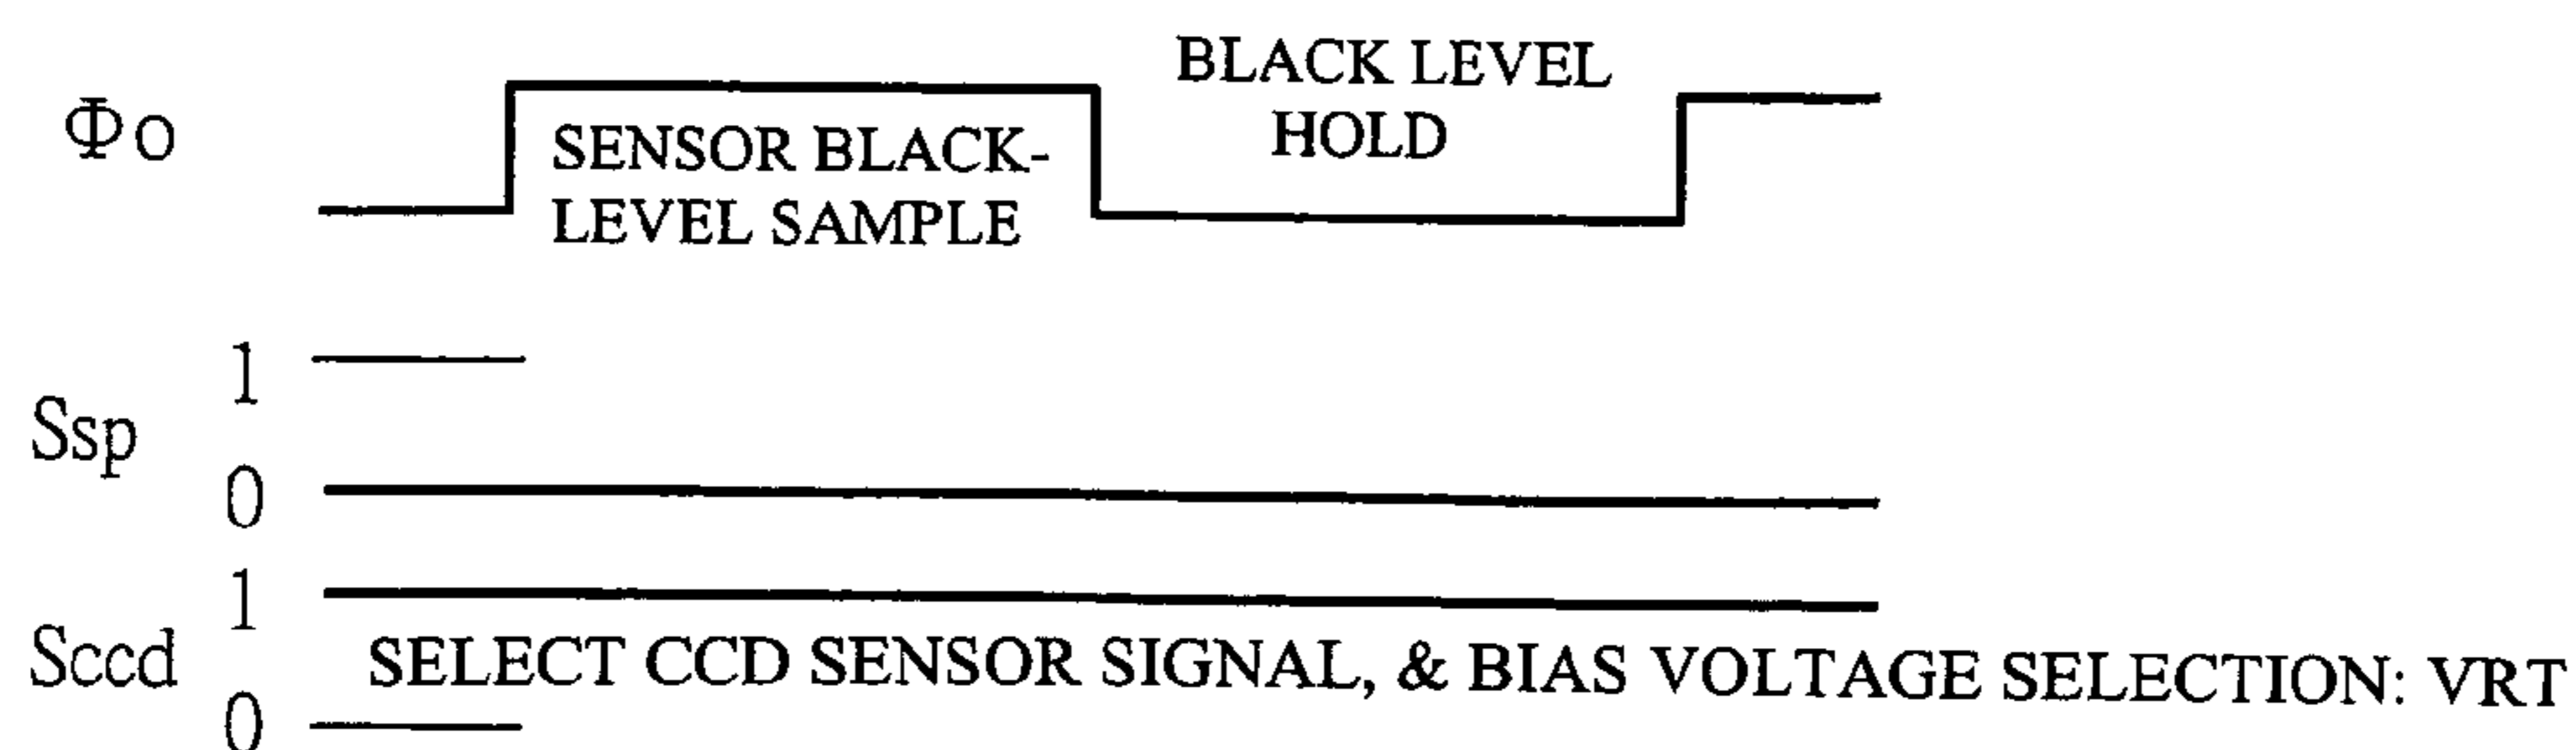 BLACK LEVEL
HOLD
Φo
SENSOR BLACK-
LEVEL SAMPLE
1
Ssp
0
1
Sccd
SELECT CCD SENSOR SIGNAL, & BIAS VOLTAGE SELECTION: VRT
0